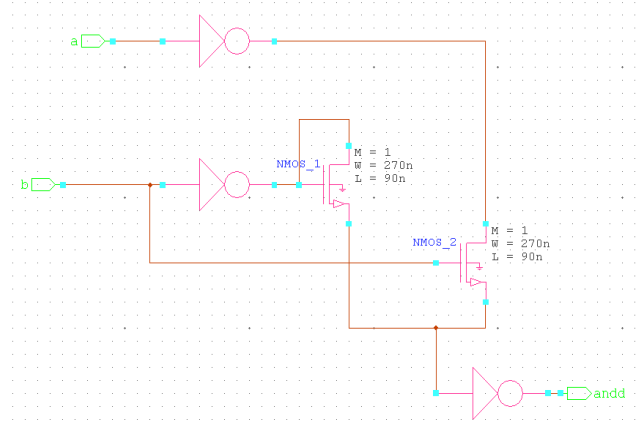 a
NMOS_1
M = 1
W = 270n
L = 90n
b
NMOS_2
M = 1
W = 270n
L = 90n
andd